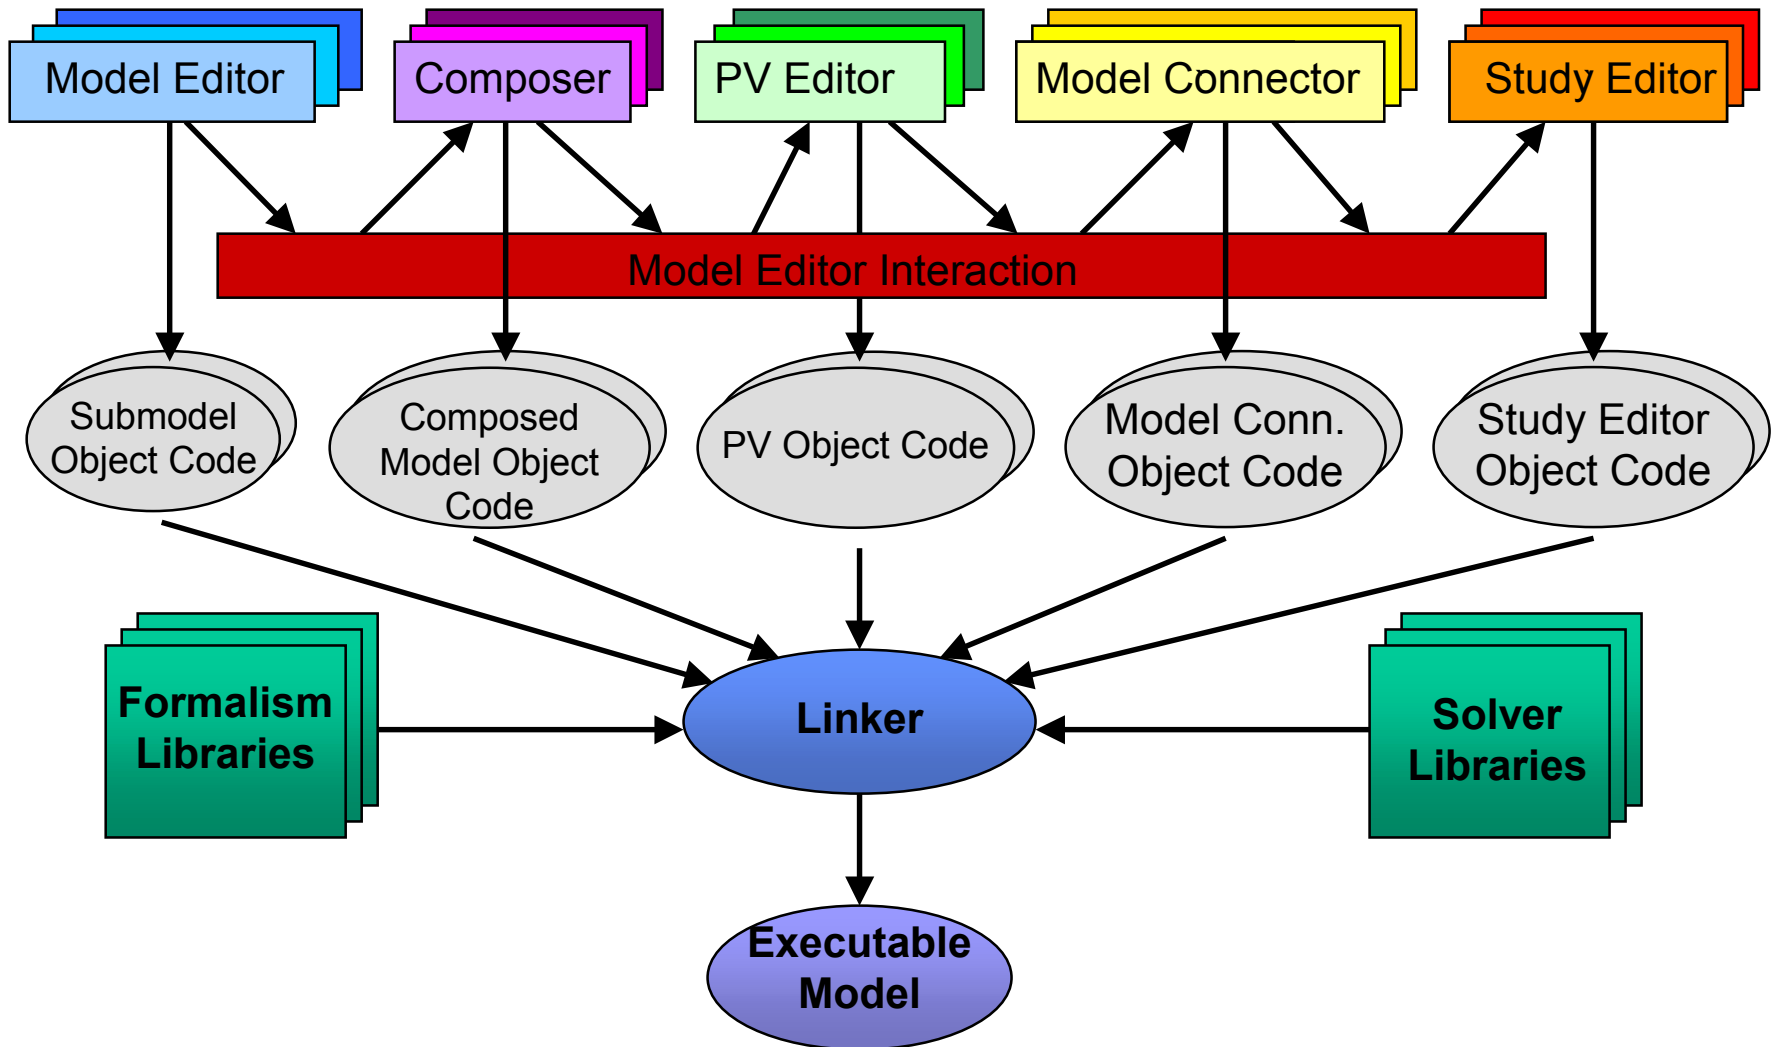 Model Editor
Composer
PV Editor
Model Connector
Study Editor
Model Editor Interaction
Submodel
Object Code
Composed
Model Object
Code
PV Object Code
Model Conn.
Object Code
Study Editor
Object Code
Formalism
Libraries
Linker
Solver
Libraries
Executable
Model